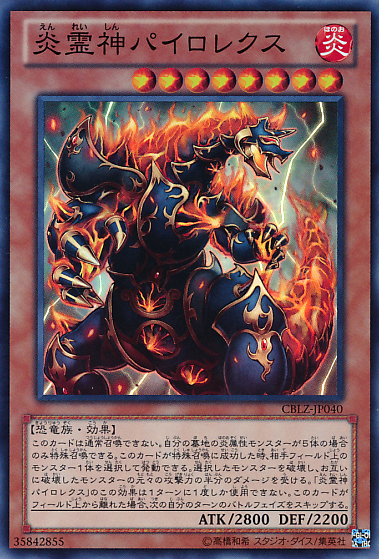 炎霊神パイロレクス
炎
CBLZ-JP040
【恐竜族・効果】
このカードは通常召喚できない。自分の墓地の炎属性モンスターが5体の場合
のみ特殊召喚できる。このカードが特殊召喚に成功した時、相手フィールド上の
モンスター1体を選択して発動できる。選択したモンスターを破壊し、お互い
に破壊したモンスターの元々の攻撃力の半分のダメージを受ける。「炎霊神
パイロレクス」のこの効果は1ターンに1度しか使用できない。このカードが
フィールド上から離れた場合、次の自分のターンのバトルフェイズをスキップする。
ATK/2800 DEF/2200
35842855
©高橋和希 スタジオ・ダイス/集英社